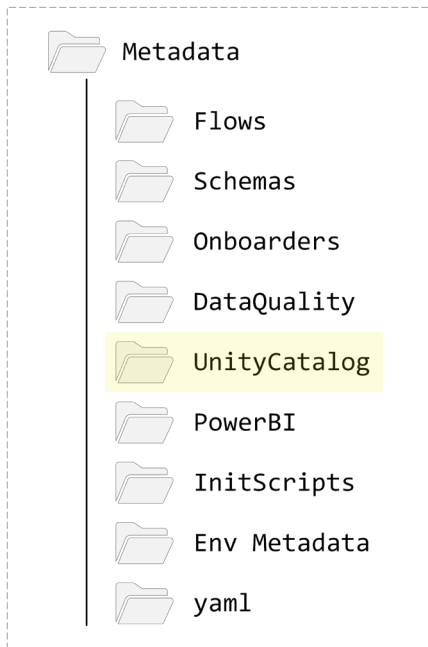 Metadata
Flows
Schemas
Onboarders
DataQuality
UnityCatalog
PowerBI
InitScripts
Env Metadata
yaml